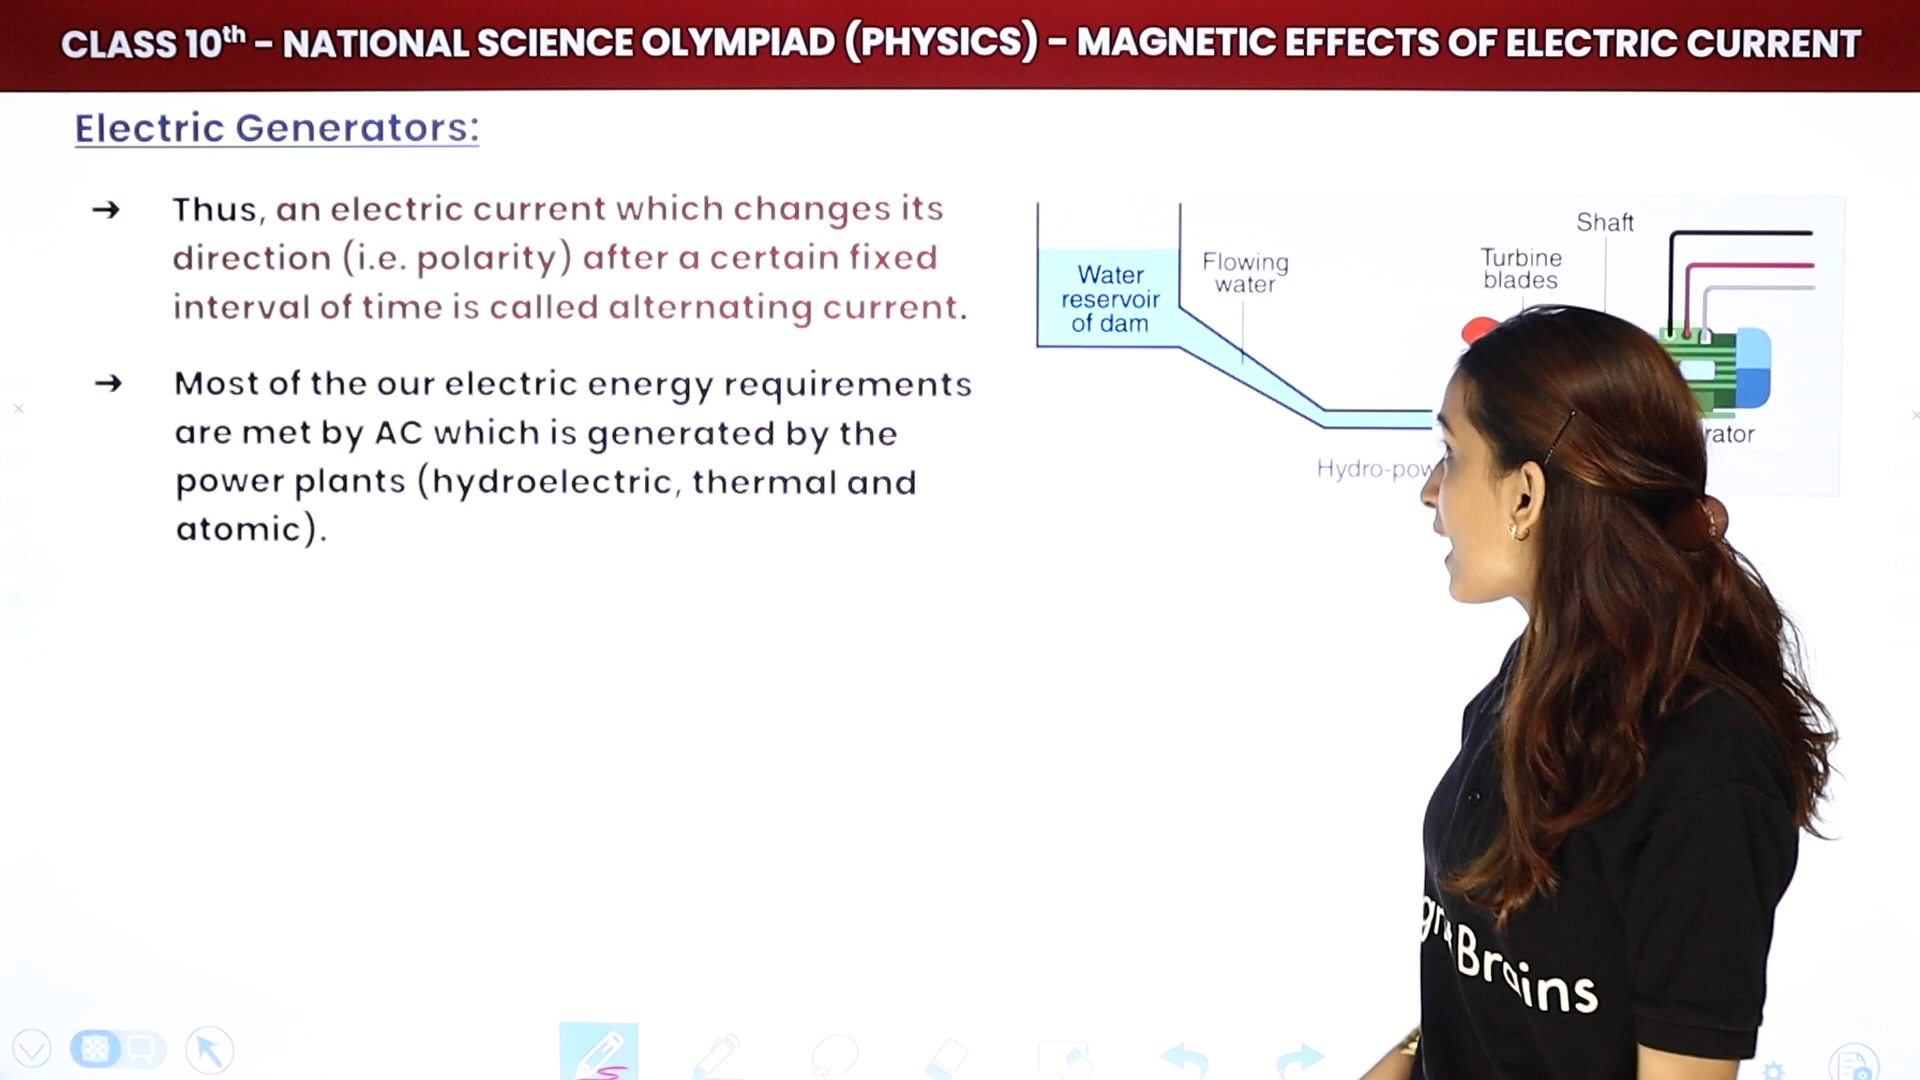 CLASS 10th – NATIONAL SCIENCE OLYMPIAD (PHYSICS) – MAGNETIC EFFECTS OF ELECTRIC CURRENT
Electric Generators:
→ Thus, an electric current which changes its
direction (i.e. polarity) after a certain fixed
interval of time is called alternating current.
→ Most of the our electric energy requirements
are met by AC which is generated by the
power plants (hydroelectric, thermal and
atomic).
Water
reservoir
of dam
Flowing
water
Turbine
blades
Shaft
Brains